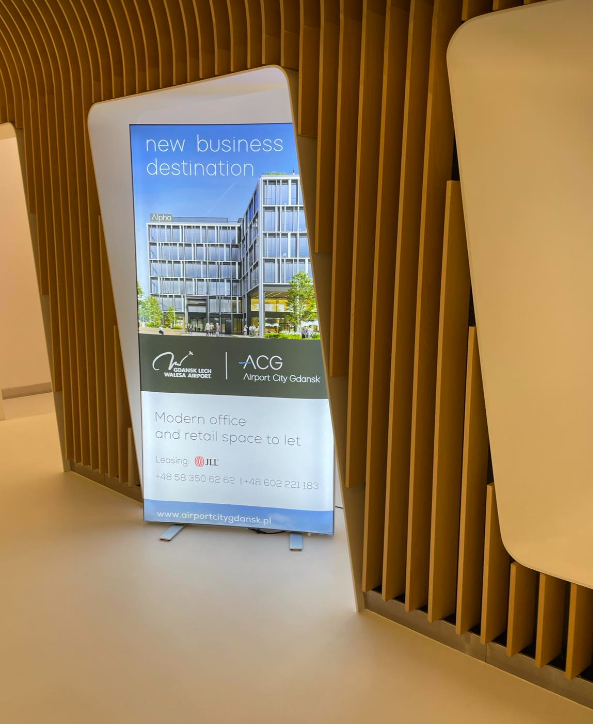 new business
destination
Alpha
GDANSK LECH
WALESA AIRPORT.
ACG
Airport City Gdansk
Modern office
and retail space to let
Leasing: JLL
+48 58 350 62 62 | +48 602 221 183
www.airportcitygdansk.pl